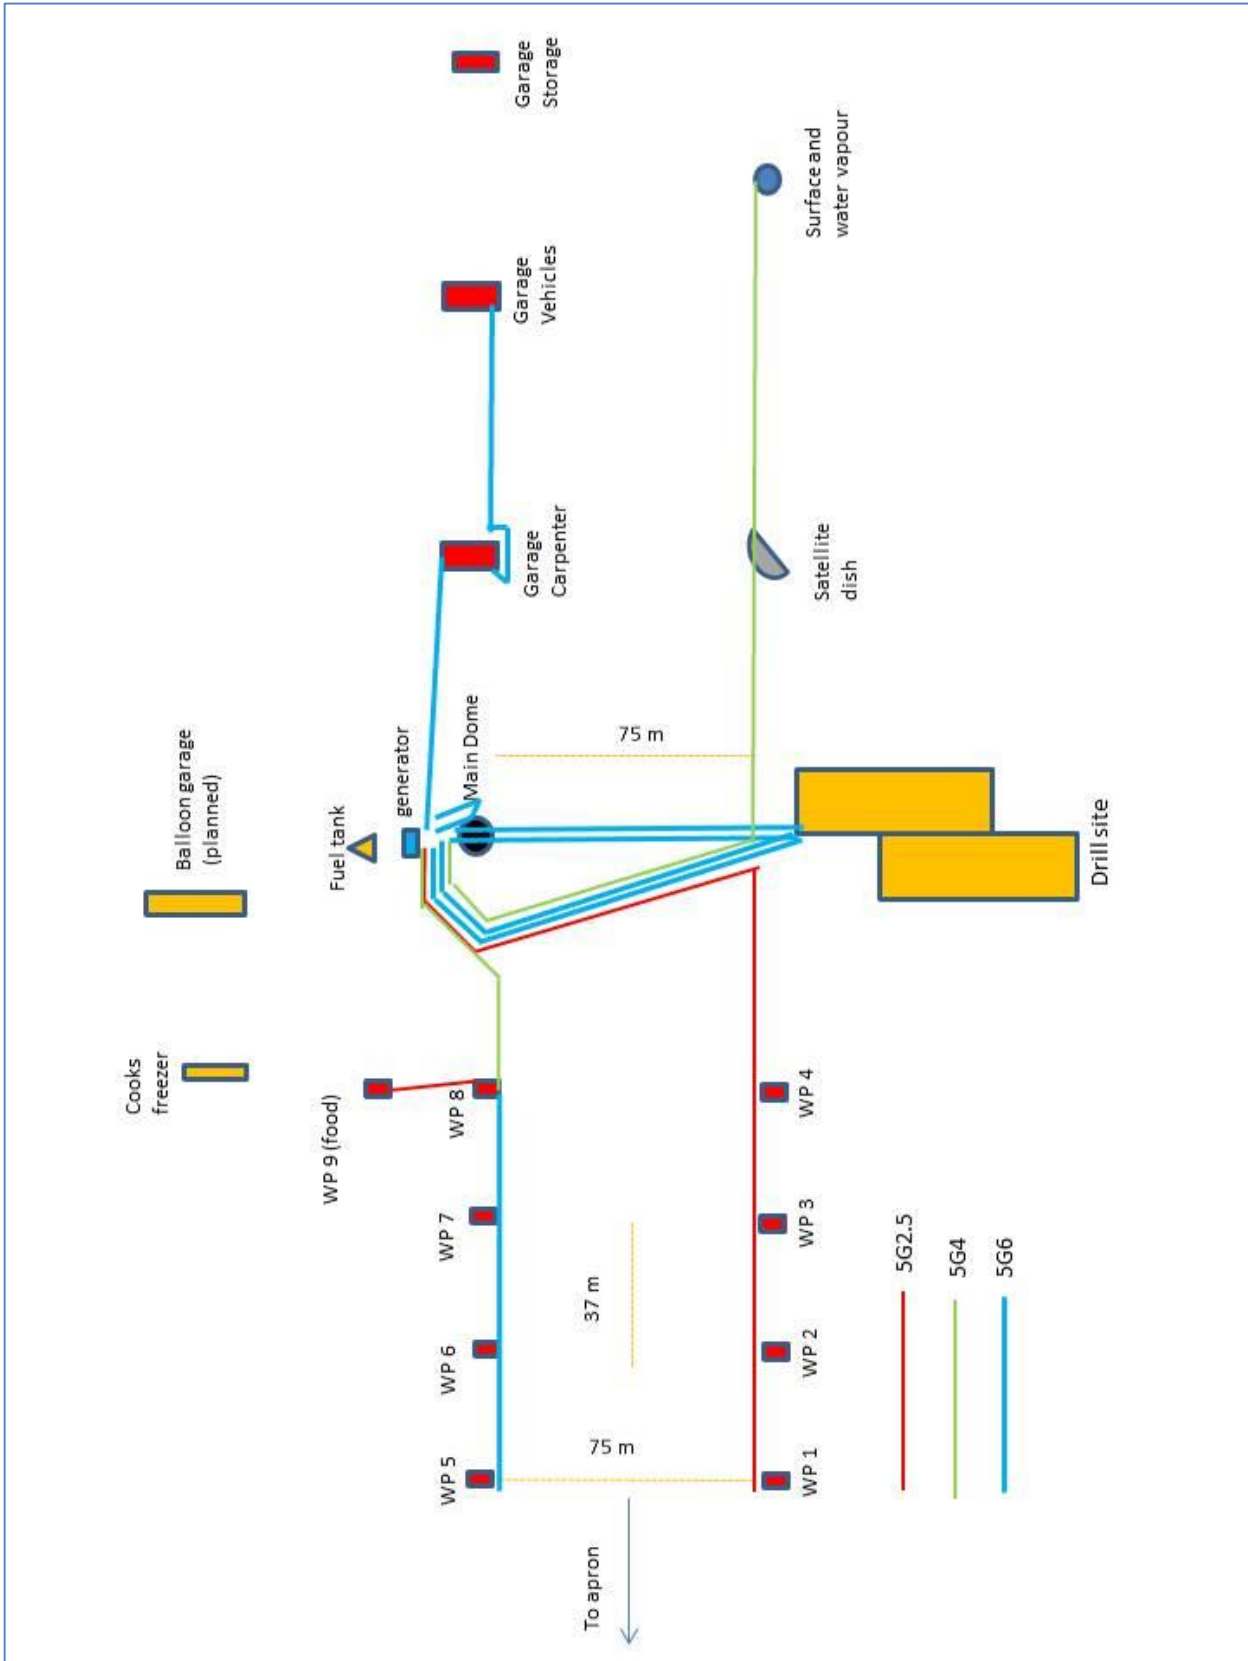 Garage
Storage
Surface and
water vapour
Garage
Vehicles
Garage
Carpenter
Satellite
dish
Balloon garage
(planned)
Fuel tank
generator
Main Dome
75 m
Drill site
Cooks
freezer
WP 9 (food)
WP 8
WP 7
WP 6
WP 5
WP 4
WP 3
WP 2
WP 1
37 m
75 m
To apron
5G2.5
5G4
5G6